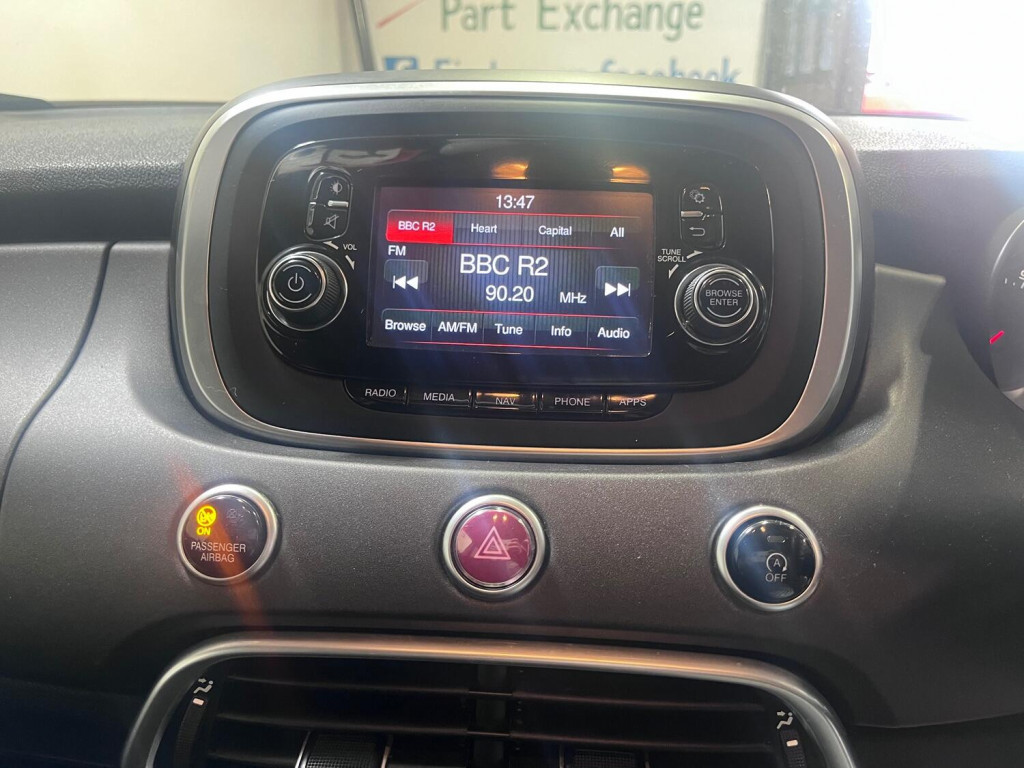 Part Exchange
facebook
13:47
BBC R2 Heart Capital All
FM
BBC R2
90.20 MHz
Browse AM/FM Tune Info Audio
VOL
TUNE
SCROLL
BROWSE
ENTER
RADIO MEDIA NAV PHONE APPS
ON
PASSENGER
AIRBAG
A
OFF